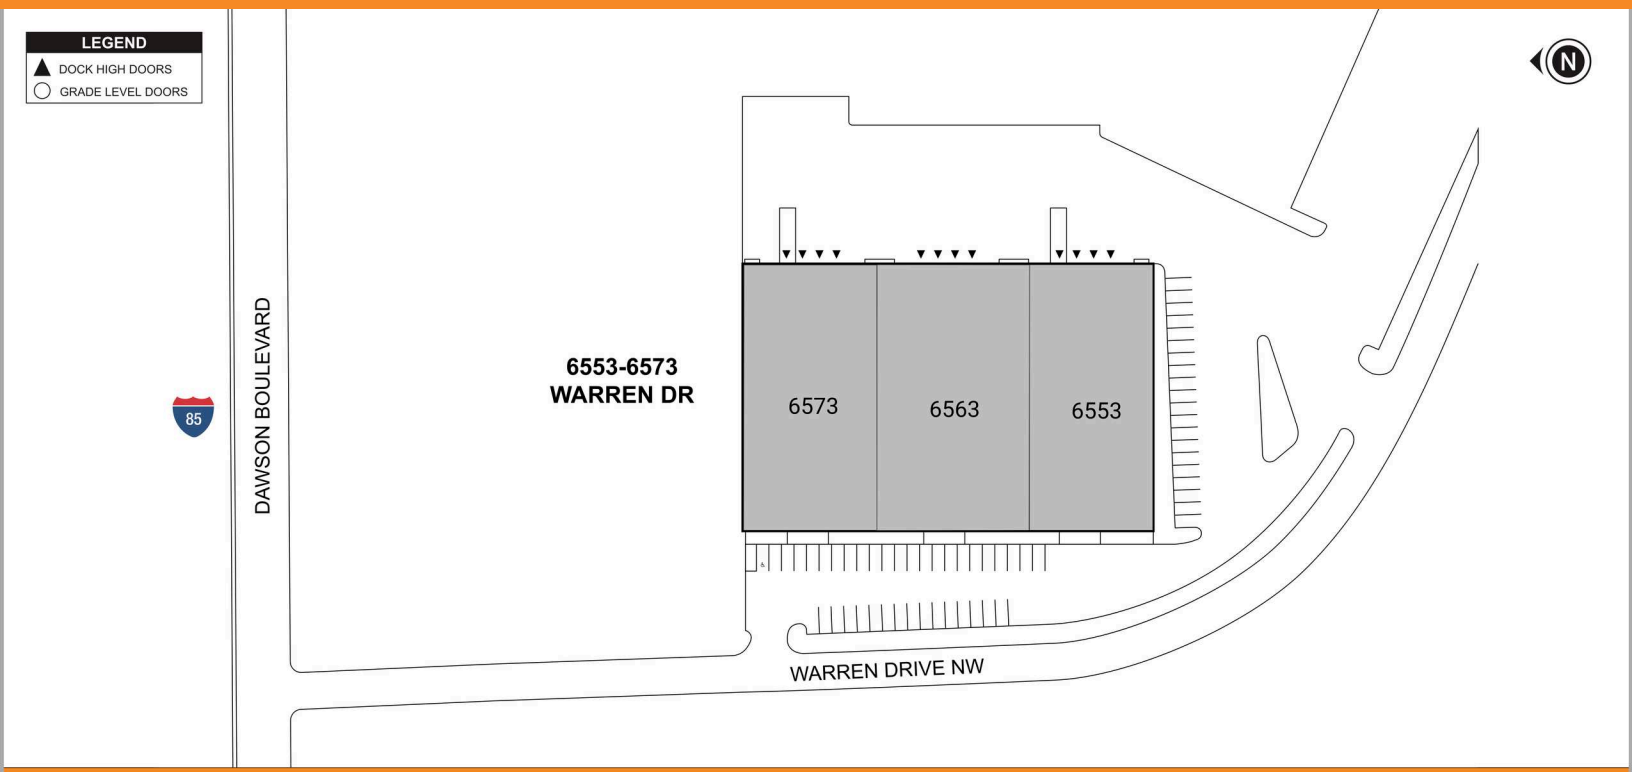 LEGEND
DOCK HIGH DOORS
GRADE LEVEL DOORS
N
DAWSON BOULEVARD
85
6553-6573
WARREN DR
6573
6563
6553
WARREN DRIVE NW